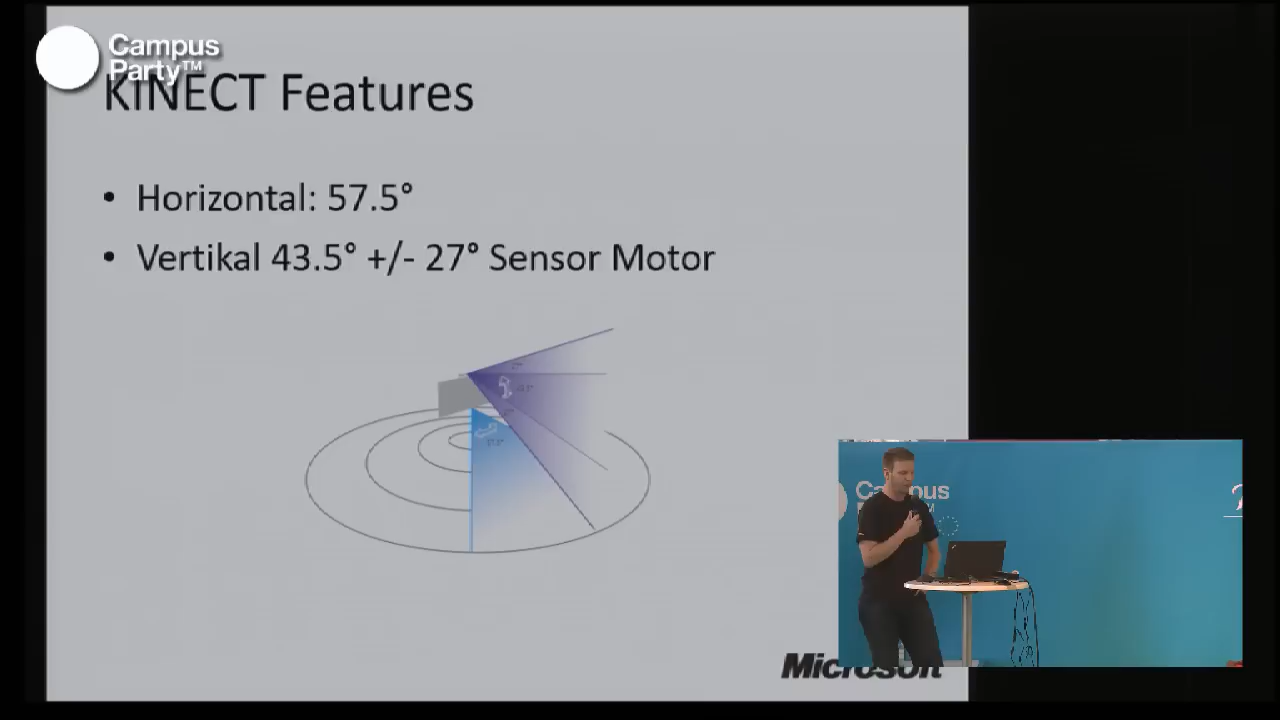 Campus
Party™
KINECT Features
• Horizontal: 57.5°
• Vertikal 43.5° +/- 27° Sensor Motor
Campus
Microsoft